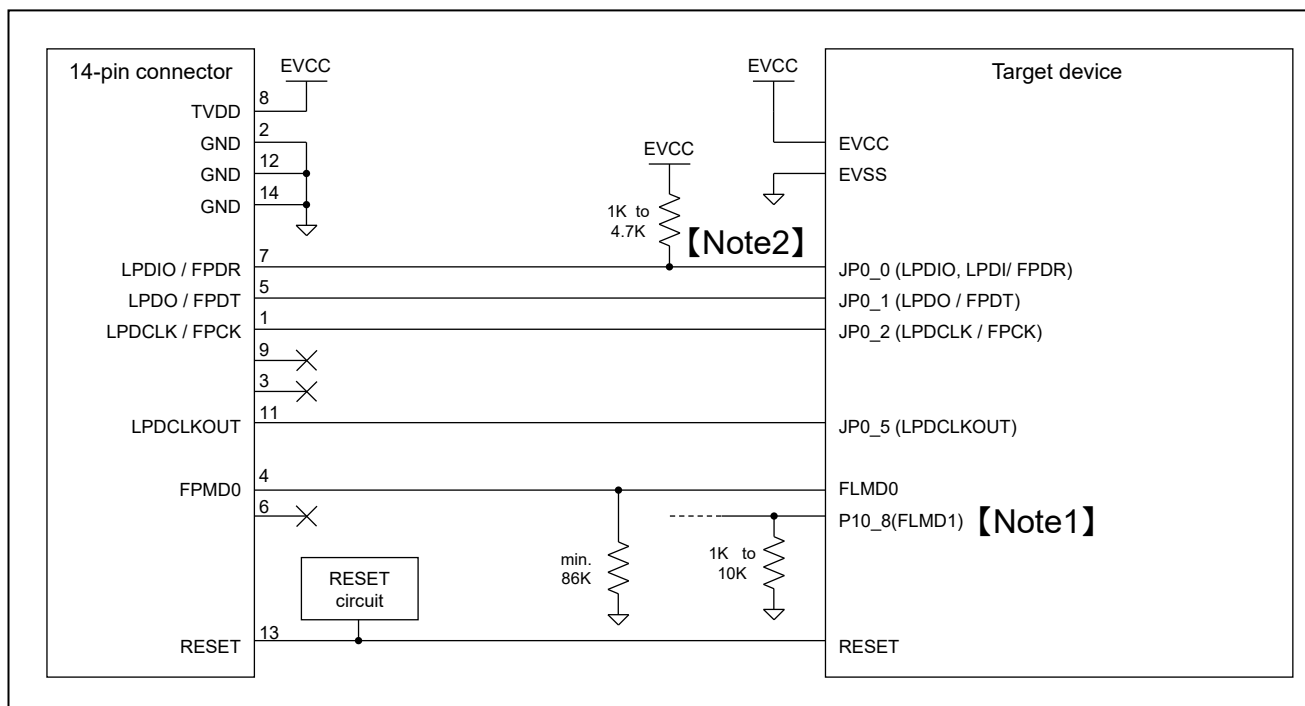 14-pin connector
EVCC
EVCC
Target device
TVDD
8
GND
2
GND
12
GND
14
EVCC
EVCC
EVSS
1K to
4.7K
【Note2】
LPDIO / FPDR
7
JP0_0 (LPDIO, LPDI/ FPDR)
LPDO / FPDT
5
JP0_1 (LPDO / FPDT)
LPDCLK / FPCK
1
JP0_2 (LPDCLK / FPCK)
9
3
LPDCLKOUT
11
JP0_5 (LPDCLKOUT)
FPMD0
4
FLMD0
6
P10_8(FLMD1)
【Note1】
min.
86K
1K to
10K
RESET
circuit
RESET
13
RESET